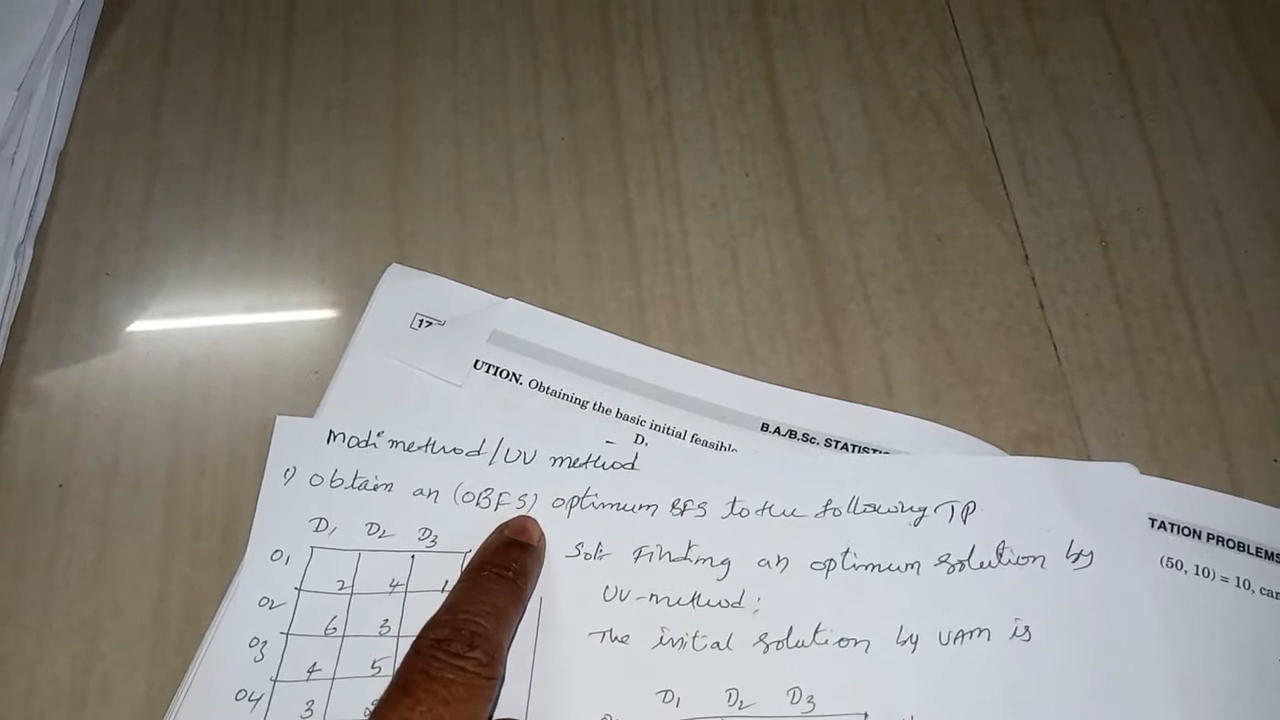 17
UTION. Obtaining the basic initial feasible
B.A./B.Sc. STATISTI
D,
Modi method/UV method
1) Obtain an (OBFS) optimum BFS to the following TP
D1 D2 D3
O1 2 4 1
O2 6 3
O3 4 5
O4 3
Sol:- Finding an optimum solution by
UV-method:
The initial solution by VAM is
D1 D2 D3
TATION PROBLEMS
(50, 10) = 10, car